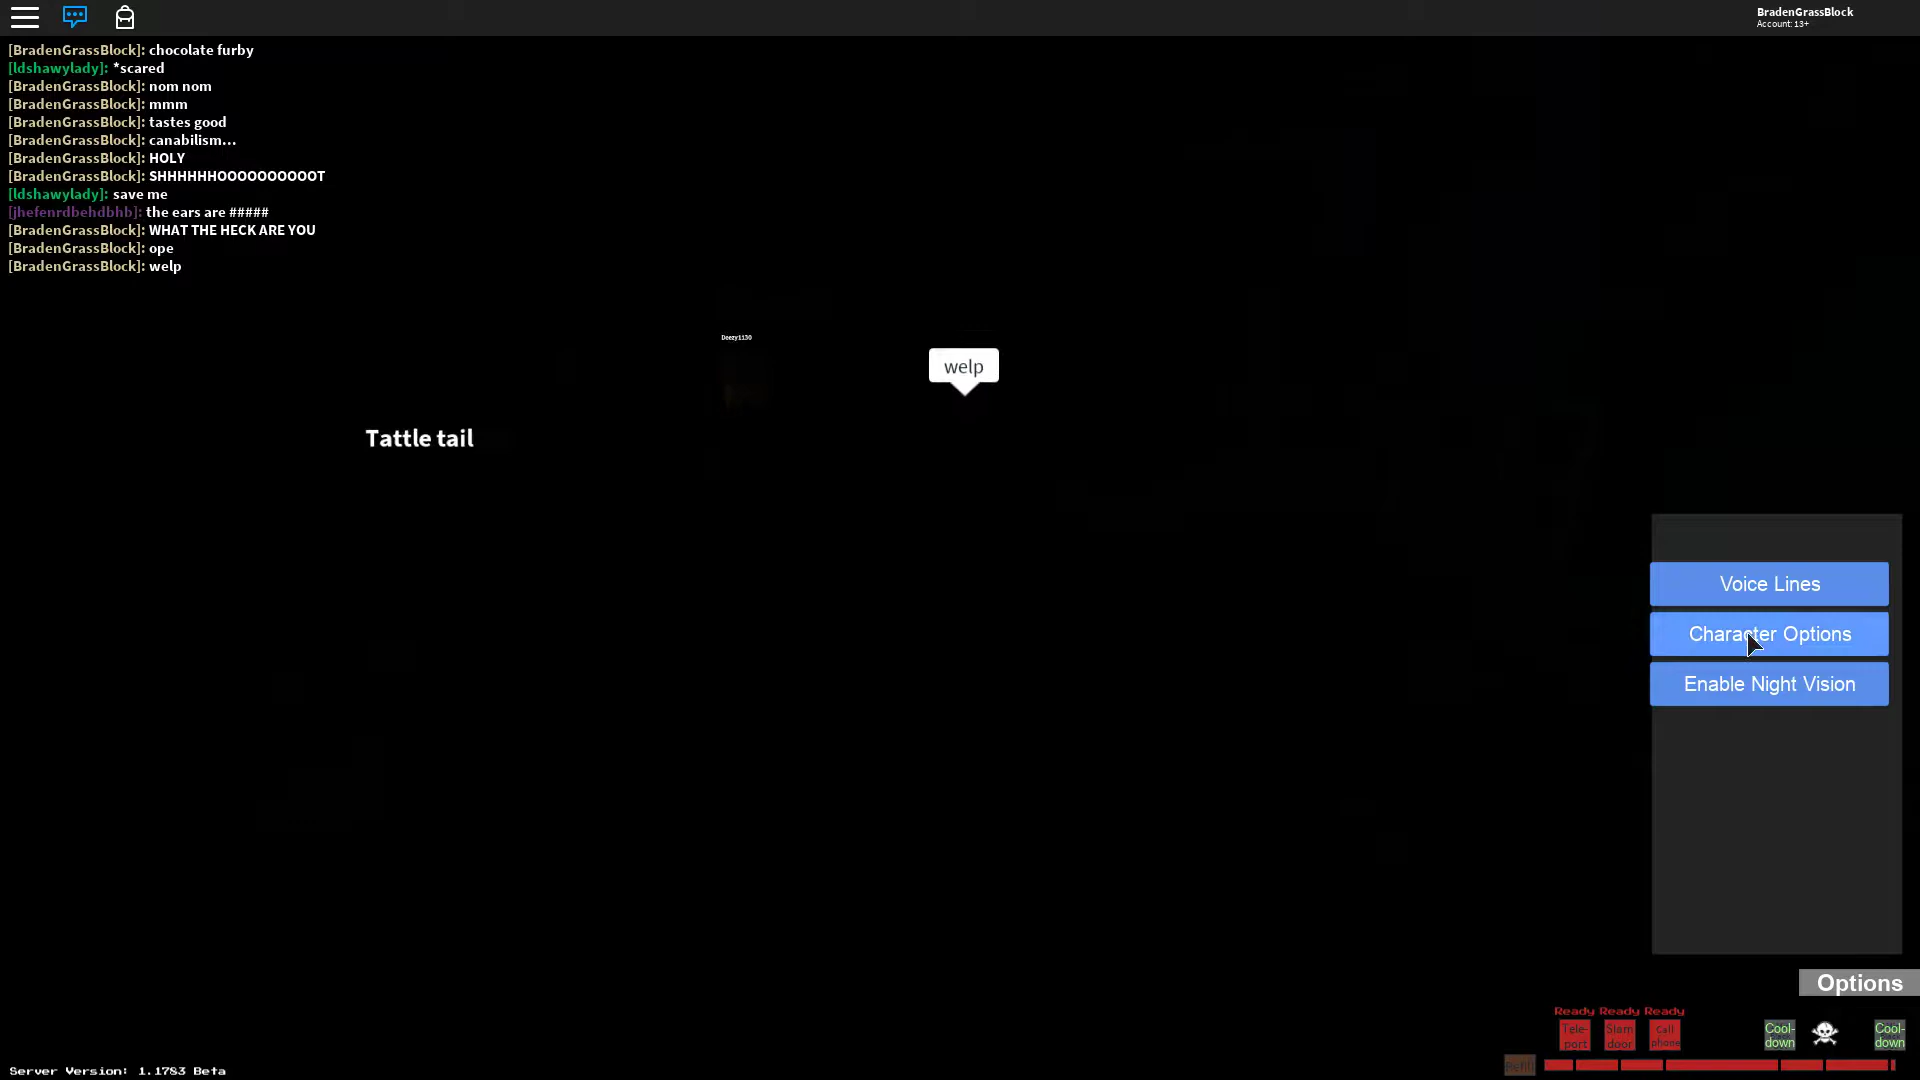 BradenGrassBlock
Account: 13+
[BradenGrassBlock]: chocolate furby
[ldshawylady]: *scared
[BradenGrassBlock]: nom nom
[BradenGrassBlock]: mmm
[BradenGrassBlock]: tastes good
[BradenGrassBlock]: canabilism...
[BradenGrassBlock]: HOLY
[BradenGrassBlock]: SHHHHHHOOOOOOOOOOT
[ldshawylady]: save me
[jhefenrdbehdbhb]: the ears are #####
[BradenGrassBlock]: WHAT THE HECK ARE YOU
[BradenGrassBlock]: ope
[BradenGrassBlock]: welp
Deezy1130
welp
Tattle tail
Voice Lines
Character Options
Enable Night Vision
Options
Ready Ready Ready
Tele-
port
Slam
door
Call
phone
Cool-
down
Cool-
down
Refill
Server Version: 1.1783 Beta